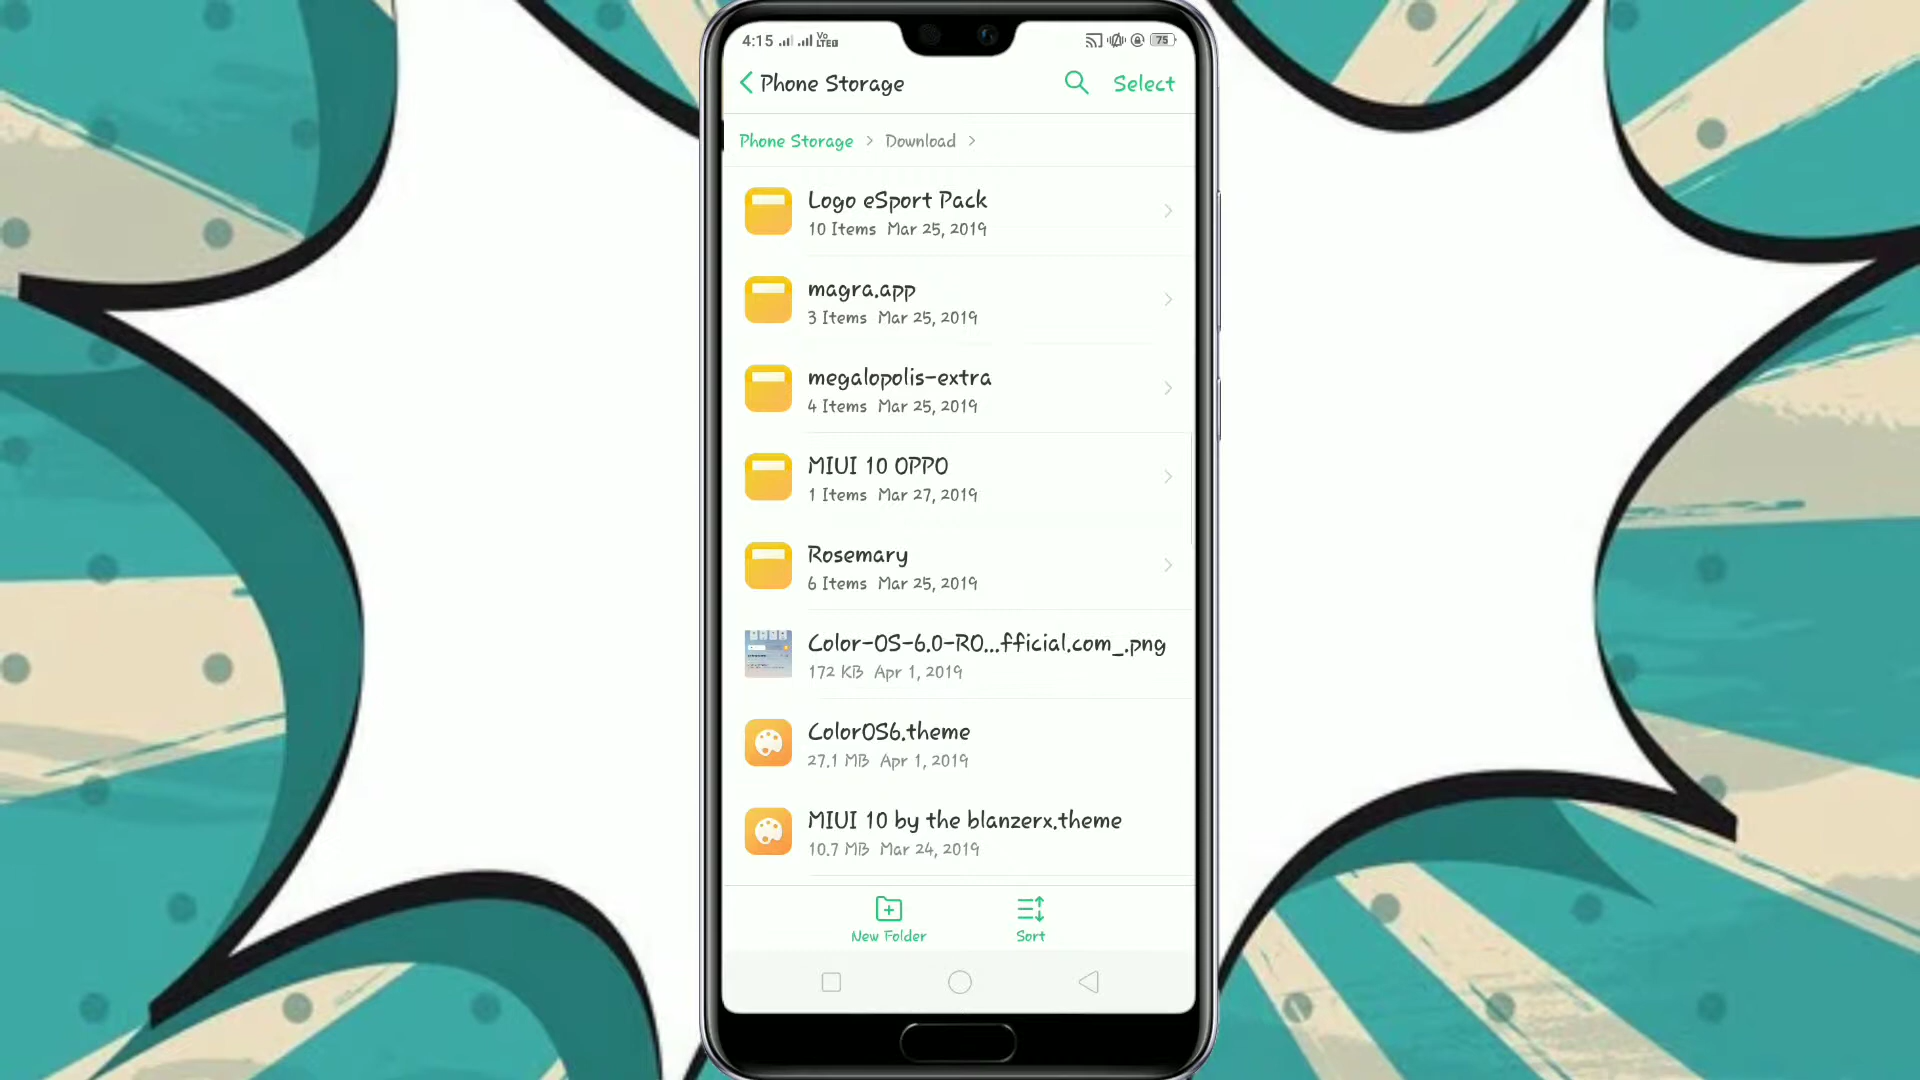 4:15 Vo LTE 75
Phone Storage Select
Phone Storage > Download >
Logo eSport Pack
10 Items Mar 25, 2019
magra.app
3 Items Mar 25, 2019
megalopolis-extra
4 Items Mar 25, 2019
MIUI 10 OPPO
1 Items Mar 27, 2019
Rosemary
6 Items Mar 25, 2019
Color-OS-6.0-RO...fficial.com_.png
172 KB Apr 1, 2019
ColorOS6.theme
27.1 MB Apr 1, 2019
MIUI 10 by the blanzerx.theme
10.7 MB Mar 24, 2019
New Folder Sort